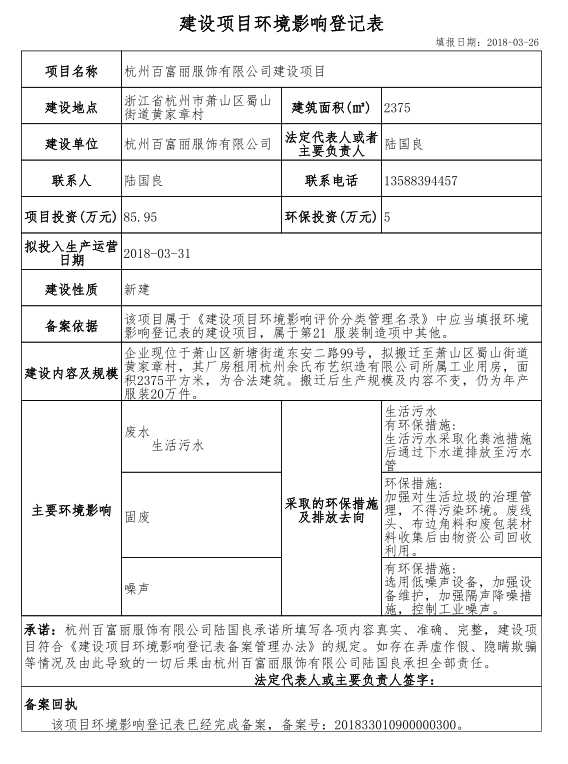 建设项目环境影响登记表
填报日期：2018-03-26
项目名称
杭州百富丽服饰有限公司建设项目
建设地点
浙江省杭州市萧山区蜀山
街道黄家章村
建筑面积(㎡)
2375
建设单位
杭州百富丽服饰有限公司
法定代表人或者
主要负责人
陆国良
联系人
陆国良
联系电话
13588394457
项目投资(万元)
85.95
环保投资(万元)
5
拟投入生产运营
日期
2018-03-31
建设性质
新建
备案依据
该项目属于《建设项目环境影响评价分类管理名录》中应当填报环境
影响登记表的建设项目，属于第21 服装制造项中其他。
建设内容及规模
企业现位于萧山区新塘街道东安二路99号，拟搬迁至萧山区蜀山街道
黄家章村，其厂房租用杭州余氏布艺织造有限公司所属工业用房，面
积2375平方米，为合法建筑。搬迁后生产规模及内容不变，仍为年产
服装20万件。
主要环境影响
废水
生活污水
采取的环保措施
及排放去向
生活污水
有环保措施：
生活污水采取化粪池措施
后通过下水道排放至污水
管
固废
环保措施：
加强对生活垃圾的治理管
理，不得污染环境。废线
头、布边角料和废包装材
料收集后由物资公司回收
利用。
噪声
有环保措施：
选用低噪声设备，加强设
备维护，加强隔声降噪措
施，控制工业噪声。
承诺：杭州百富丽服饰有限公司陆国良承诺所填写各项内容真实、准确、完整，建设项
目符合《建设项目环境影响登记表备案管理办法》的规定。如存在弄虚作假、隐瞒欺骗
等情况及由此导致的一切后果由杭州百富丽服饰有限公司陆国良承担全部责任。
法定代表人或主要负责人签字：
备案回执
该项目环境影响登记表已经完成备案，备案号：201833010900000300。